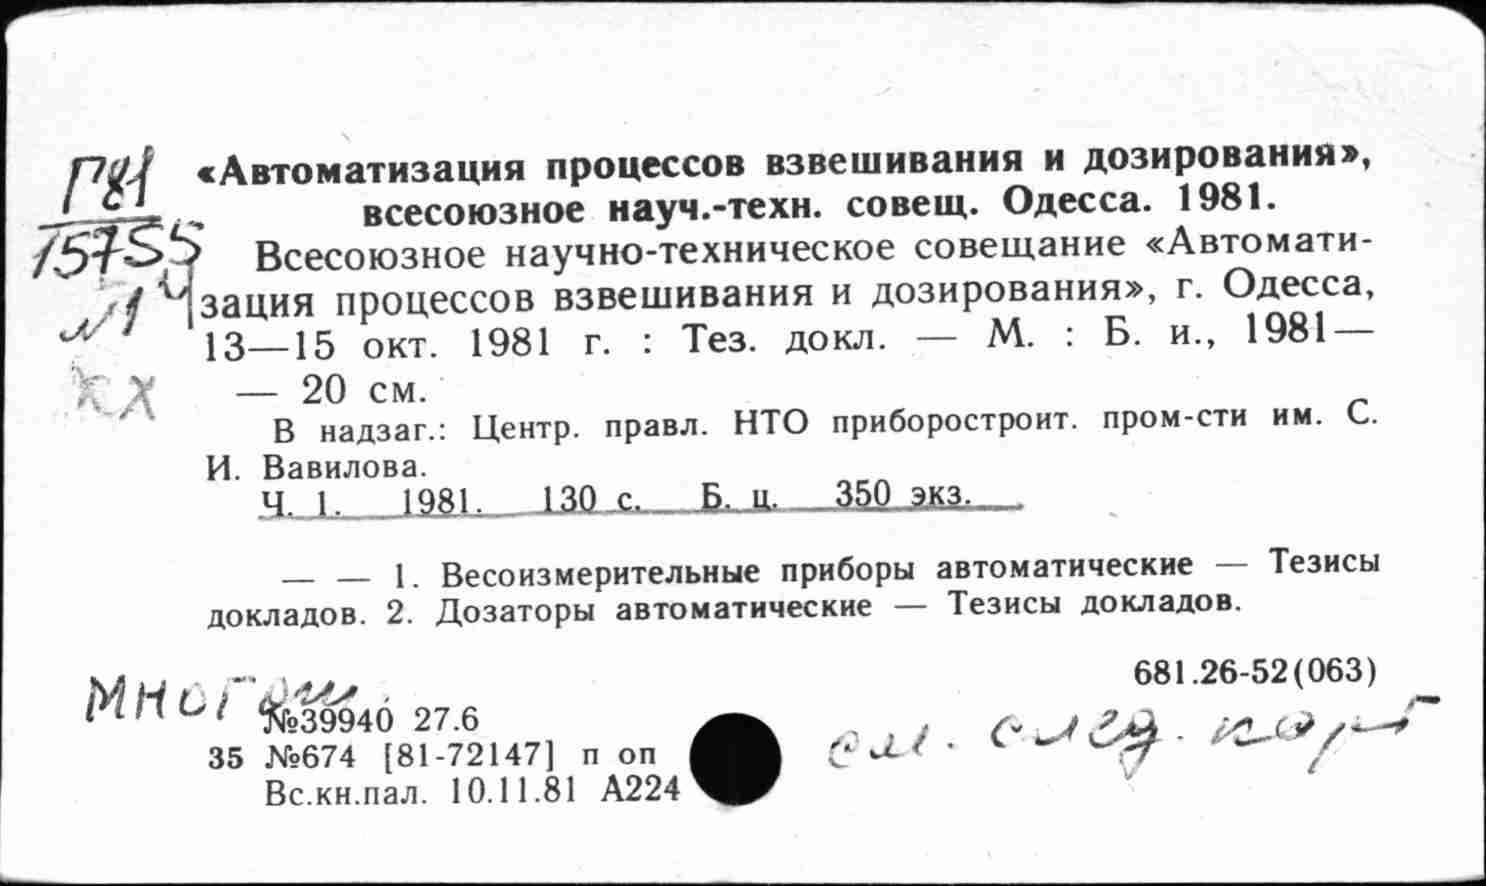 Г81
15755
«Автоматизация процессов взвешивания и дозирования»,
всесоюзное науч.-техн. совещ. Одесса. 1981.
Всесоюзное научно-техническое совещание «Автомати-
зация процессов взвешивания и дозирования», г. Одесса,
13—15 окт. 1981 г. : Тез. докл. — М. : Б. и., 1981—
— 20 см.
кх
В надзаг.: Центр. правл. НТО приборостроит. пром-сти им. С.
И. Вавилова.
Ч. 1. 1981. 130 с. Б. ц. 350 экз.
— — 1. Весоизмерительные приборы автоматические — Тезисы
докладов. 2. Дозаторы автоматические — Тезисы докладов.
681.26-52(063)
№39940 27.6
35 №674 [81-72147] п оп
Вс.кн.пал. 10.11.81 А224
см. след. карт